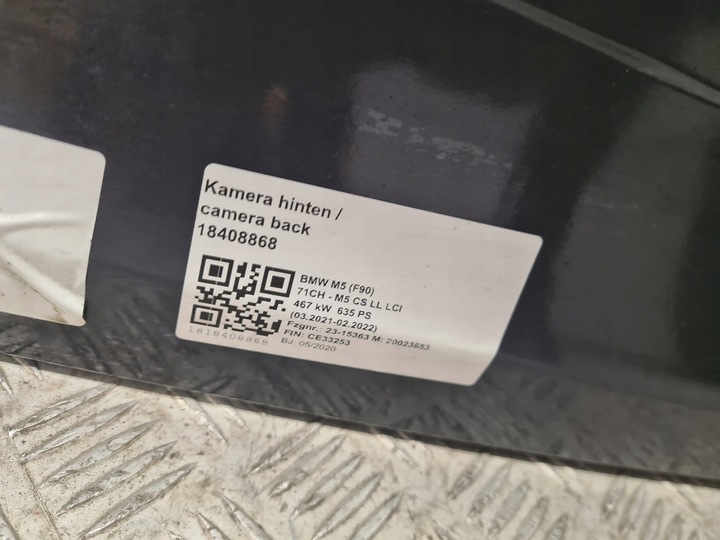 Kamera hinten /
camera back
18408868
BMW M5 (F90)
71CH - M5 CS LL LCI
467 kW 635 PS
(03.2021-02.2022)
Fzgnr.: 23-15363 M: 20023653
FIN: CE33253
BJ: 05/2020
1818408868